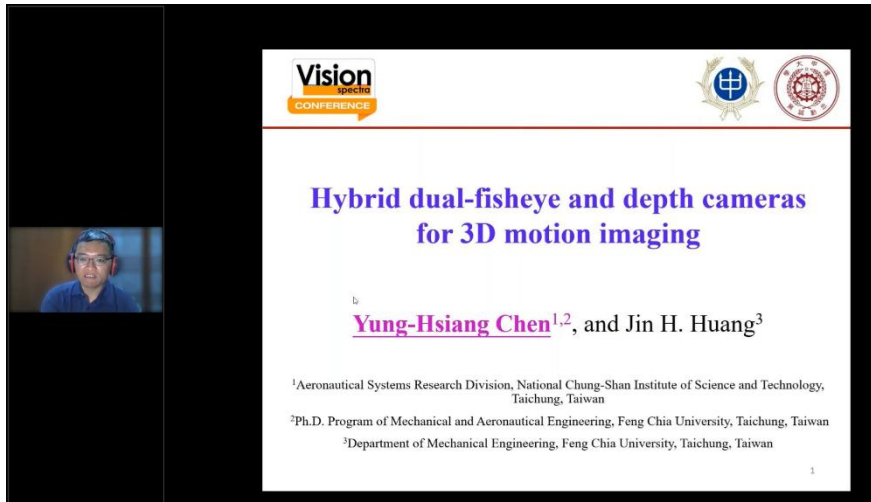 Vision
spectra
CONFERENCE
Hybrid dual-fisheye and depth cameras
for 3D motion imaging
Yung-Hsiang Chen1,2, and Jin H. Huang3
1Aeronautical Systems Research Division, National Chung-Shan Institute of Science and Technology,
Taichung, Taiwan
2Ph.D. Program of Mechanical and Aeronautical Engineering, Feng Chia University, Taichung, Taiwan
3Department of Mechanical Engineering, Feng Chia University, Taichung, Taiwan
1